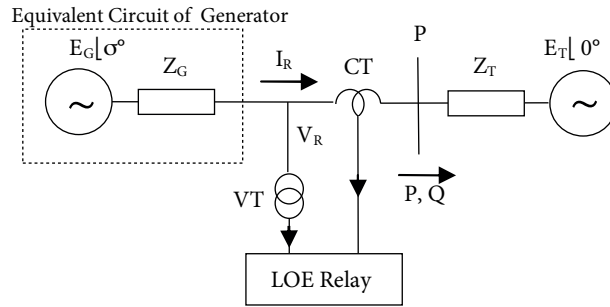 Equivalent Circuit of Generator
E_G⌊σ°
Z_G
I_R
CT
P
Z_T
E_T⌊0°
V_R
VT
P, Q
LOE Relay